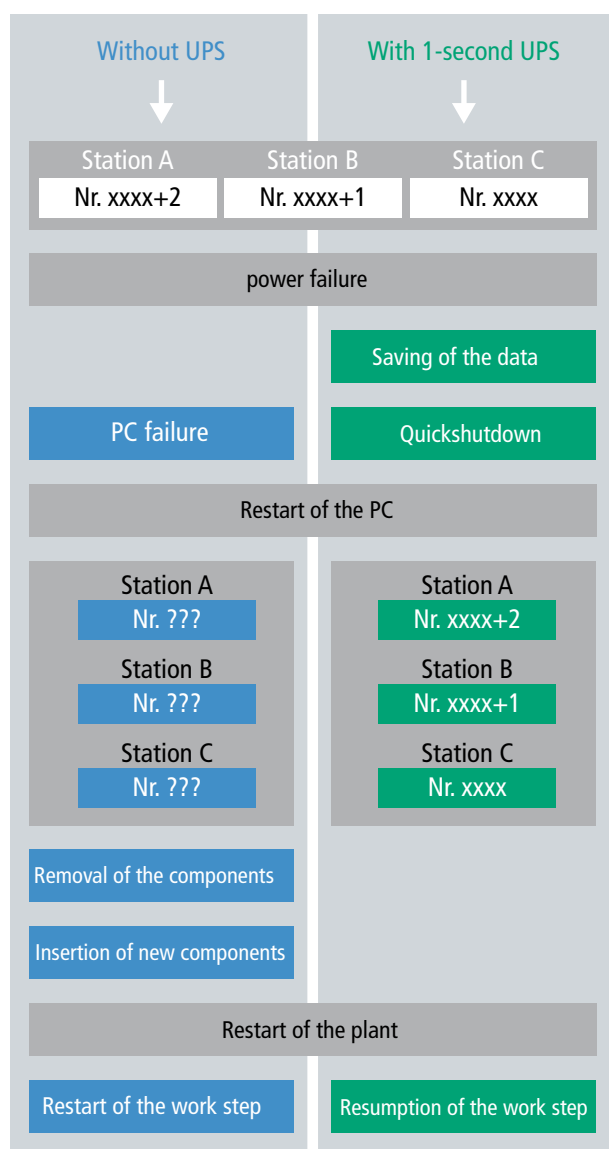 Without UPS
With 1-second UPS
Station A
Station B
Station C
Nr. xxxx+2
Nr. xxxx+1
Nr. xxxx
power failure
Saving of the data
PC failure
Quickshutdown
Restart of the PC
Station A
Nr. ???
Station B
Nr. ???
Station C
Nr. ???
Station A
Nr. xxxx+2
Station B
Nr. xxxx+1
Station C
Nr. xxxx
Removal of the components
Insertion of new components
Restart of the plant
Restart of the work step
Resumption of the work step